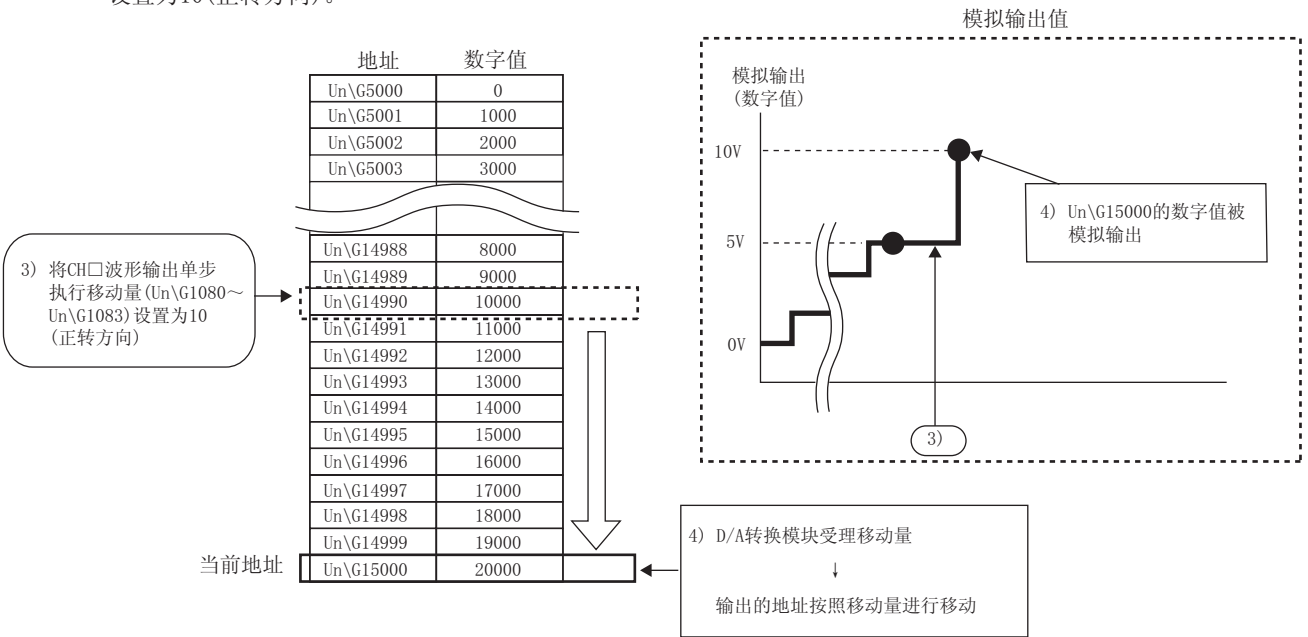 设置为10(正转方向)。
模拟输出值
地址 数字值
Un\G5000 0
Un\G5001 1000
Un\G5002 2000
Un\G5003 3000
Un\G14988 8000
Un\G14989 9000
Un\G14990 10000
Un\G14991 11000
Un\G14992 12000
Un\G14993 13000
Un\G14994 14000
Un\G14995 15000
Un\G14996 16000
Un\G14997 17000
Un\G14998 18000
Un\G14999 19000
当前地址 Un\G15000 20000
3) 将CH□波形输出单步
执行移动量(Un\G1080～
Un\G1083)设置为10
(正转方向)
模拟输出
(数字值)
10V
5V
0V
4) Un\G15000的数字值被
模拟输出
3)
4) D/A转换模块受理移动量
↓
输出的地址按照移动量进行移动